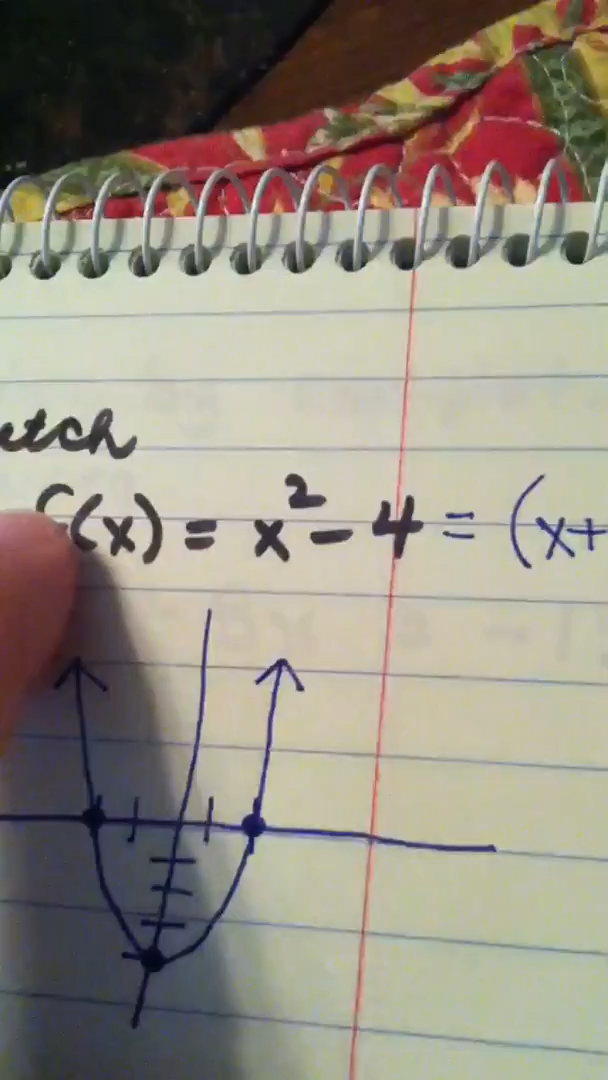 etch
f(x) = x² - 4 = (x+